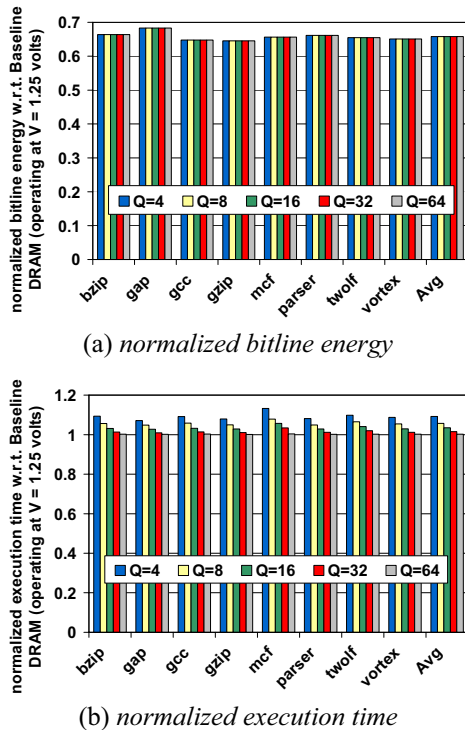 normalized bitline energy w.r.t. Baseline
DRAM (operating at V = 1.25 volts)
0.7
0.6
0.5
0.4
0.3
0.2
0.1
0
Q=4 Q=8 Q=16 Q=32 Q=64
bzip gap gcc gzip mcf parser twolf vortex Avg
(a) normalized bitline energy
normalized execution time w.r.t. Baseline
DRAM (operating at V = 1.25 volts)
1.2
1
0.8
0.6
0.4
0.2
0
Q=4 Q=8 Q=16 Q=32 Q=64
bzip gap gcc gzip mcf parser twolf vortex Avg
(b) normalized execution time